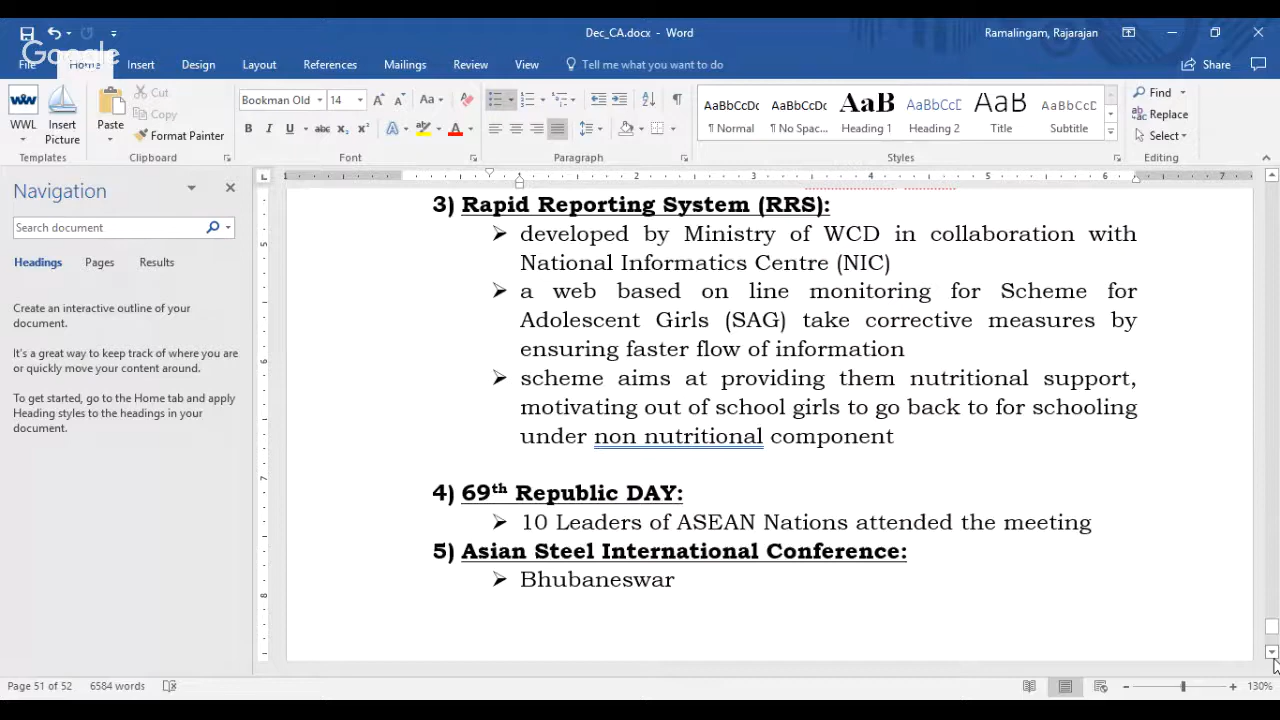 Dec_CA.docx - Word
Ramalingam, Rajarajan
Google
File Home Insert Design Layout References Mailings Review View Tell me what you want to do Share
WWL
Insert Picture
Templates
Paste
Cut
Copy
Format Painter
Clipboard
Bookman Old 14
Font
Paragraph
AaBbCcDc AaBbCcDc AaB AaBbCcD AaB AaBbCcD
¶ Normal ¶ No Spac... Heading 1 Heading 2 Title Subtitle
Styles
Find
Replace
Select
Editing
Navigation
Search document
Headings Pages Results
Create an interactive outline of your
document.
It's a great way to keep track of where you are
or quickly move your content around.
To get started, go to the Home tab and apply
Heading styles to the headings in your
document.
3) Rapid Reporting System (RRS):
developed by Ministry of WCD in collaboration with
National Informatics Centre (NIC)
a web based on line monitoring for Scheme for
Adolescent Girls (SAG) take corrective measures by
ensuring faster flow of information
scheme aims at providing them nutritional support,
motivating out of school girls to go back to for schooling
under non nutritional component
4) 69th Republic DAY:
10 Leaders of ASEAN Nations attended the meeting
5) Asian Steel International Conference:
Bhubaneswar
Page 51 of 52 6584 words
130%